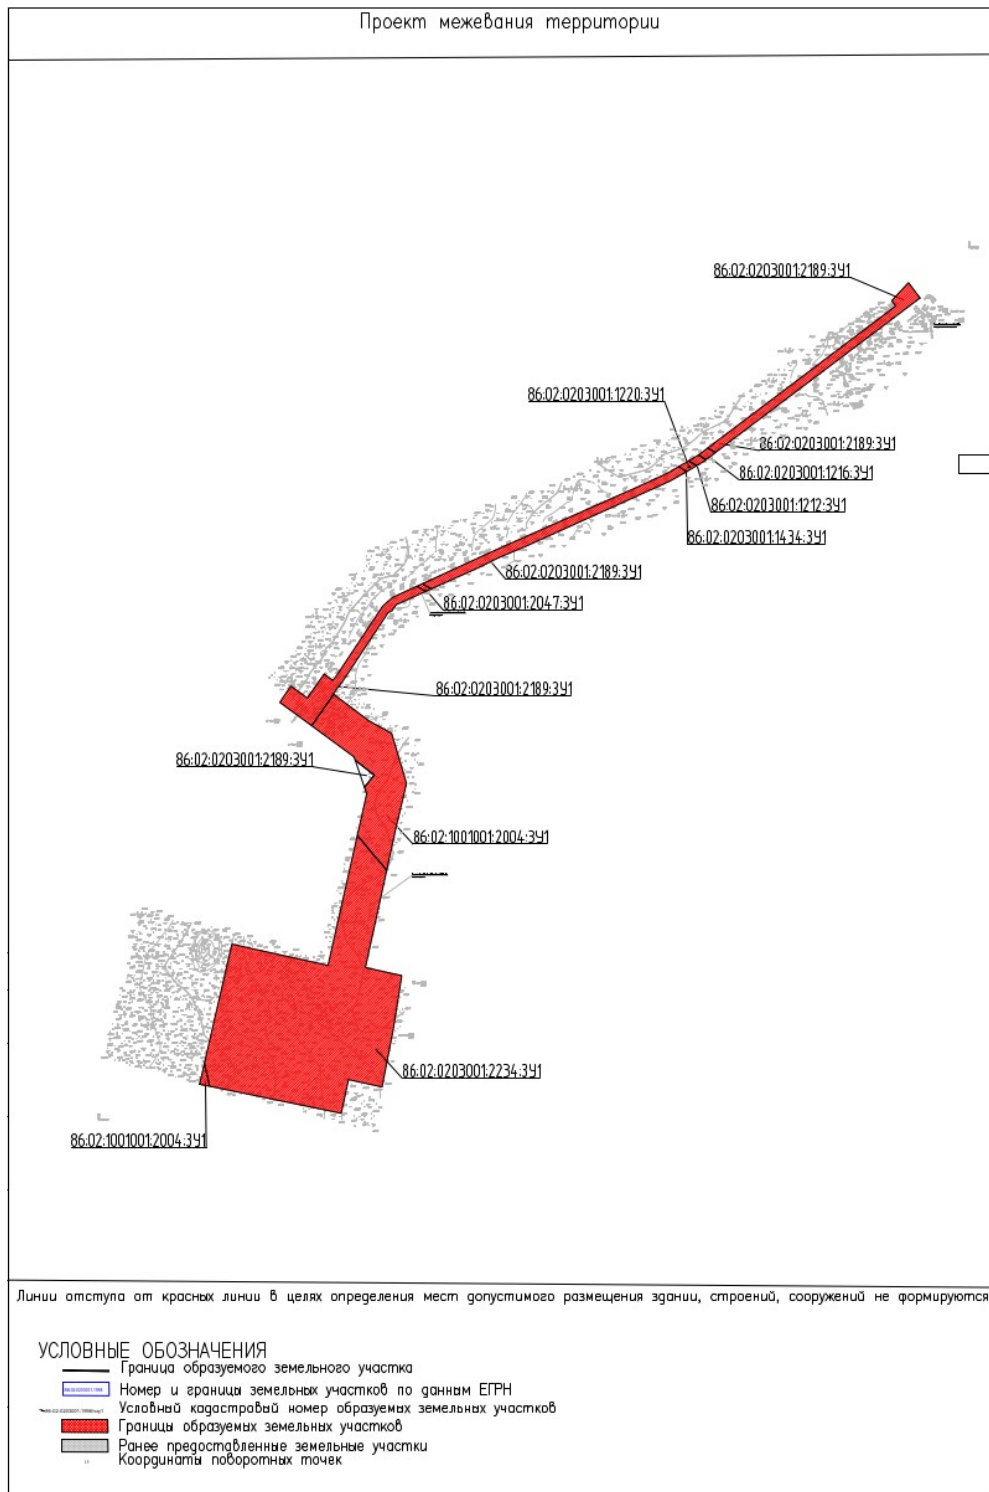 Проект межевания территории
86:02:0203001:2189:ЗУ1
86:02:0203001:1220:ЗУ1
86:02:0203001:2189:ЗУ1
86:02:0203001:1216:ЗУ1
86:02:0203001:1212:ЗУ1
86:02:0203001:1434:ЗУ1
86:02:0203001:2189:ЗУ1
86:02:0203001:2047:ЗУ1
86:02:0203001:2189:ЗУ1
86:02:0203001:2189:ЗУ1
86:02:1001001:2004:ЗУ1
86:02:0203001:2234:ЗУ1
86:02:1001001:2004:ЗУ1
Линии отступа от красных линии в целях определения мест допустимого размещения здании, строений, сооружений не формируются
УСЛОВНЫЕ ОБОЗНАЧЕНИЯ
Граница образуемого земельного участка
Номер и границы земельных участков по данным ЕГРН
Условный кадастровый номер образуемых земельных участков
Границы образуемых земельных участков
Ранее предоставленные земельные участки
Координаты поворотных точек